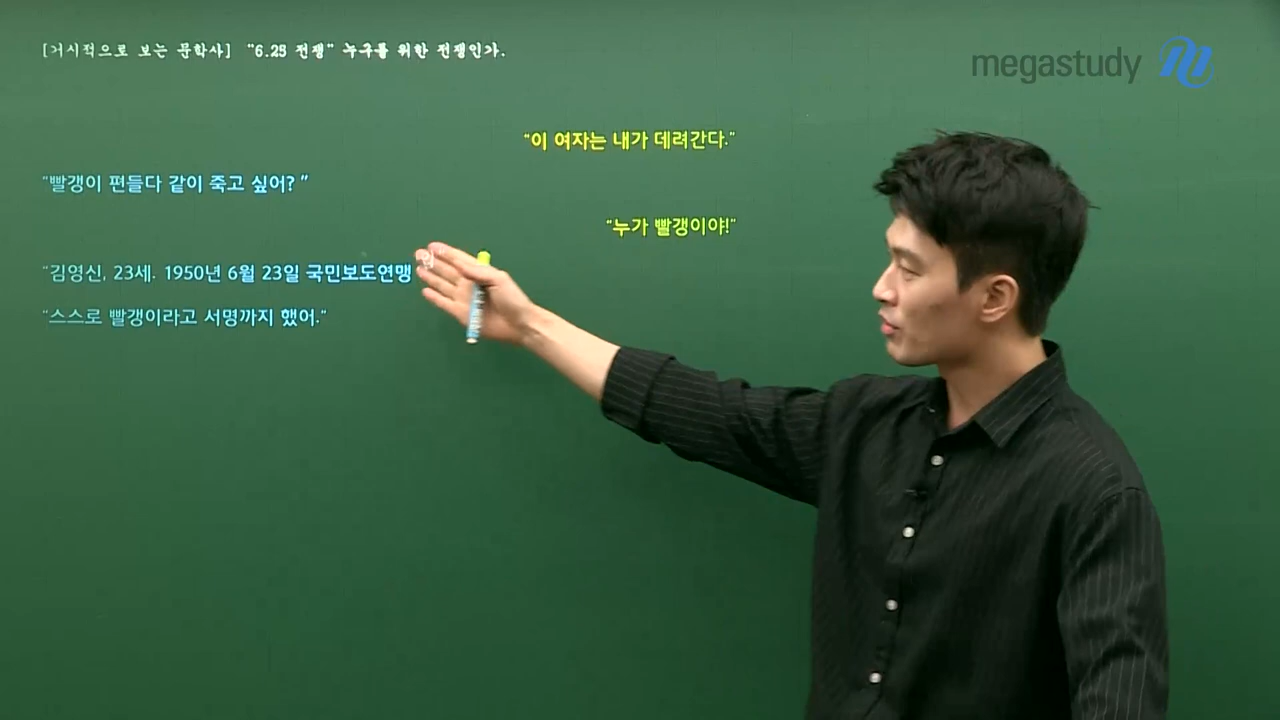 [거시적으로 보는 문학사] "6.25 전쟁" 누구를 위한 전쟁인가.
megastudy
"이 여자는 내가 데려간다."
"빨갱이 편들다 같이 죽고 싶어? "
"누가 빨갱이야!"
"김영신, 23세. 1950년 6월 23일 국민보도연맹
"스스로 빨갱이라고 서명까지 했어."